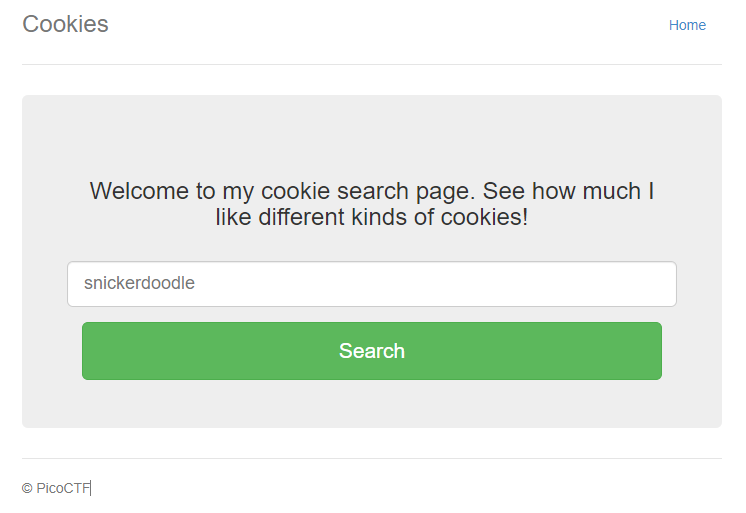 Cookies
Home
Welcome to my cookie search page. See how much I
like different kinds of cookies!
snickerdoodle
Search
© PicoCTF